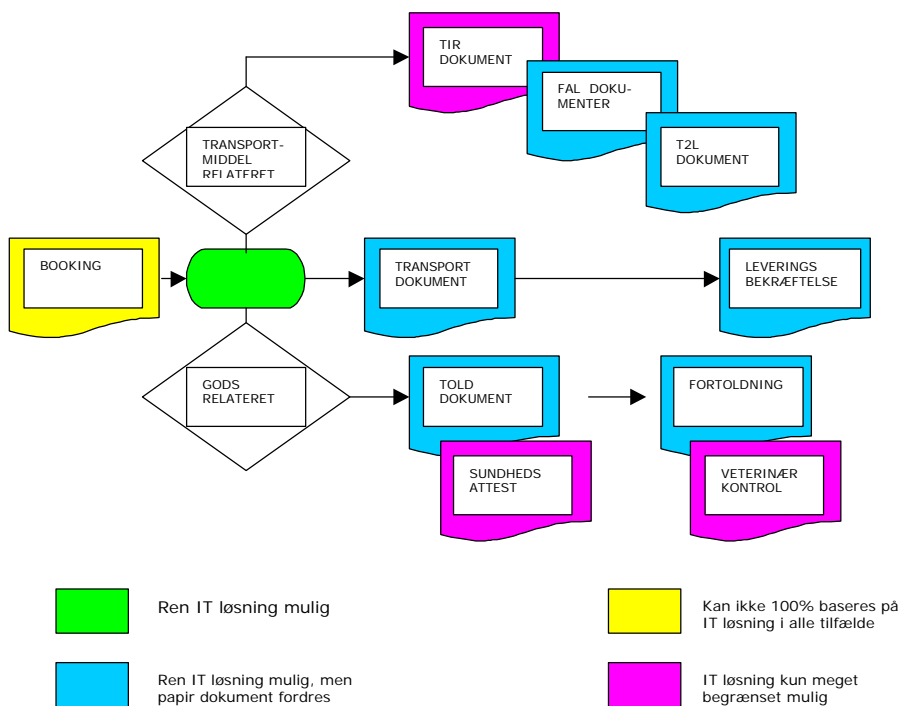 TIR
DOKUMENT
FAL DOKU-
MENTER
T2L
DOKUMENT
TRANSPORT-
MIDDEL
RELATERET
BOOKING
TRANSPORT
DOKUMENT
LEVERINGS
BEKRÆFTELSE
GODS
RELATERET
TOLD
DOKUMENT
FORTOLDNING
SUNDHEDS
ATTEST
VETERINÆR
KONTROL
Ren IT løsning mulig
Kan ikke 100% baseres på
IT løsning i alle tilfælde
Ren IT løsning mulig, men
papir dokument fordres
IT løsning kun meget
begrænset mulig